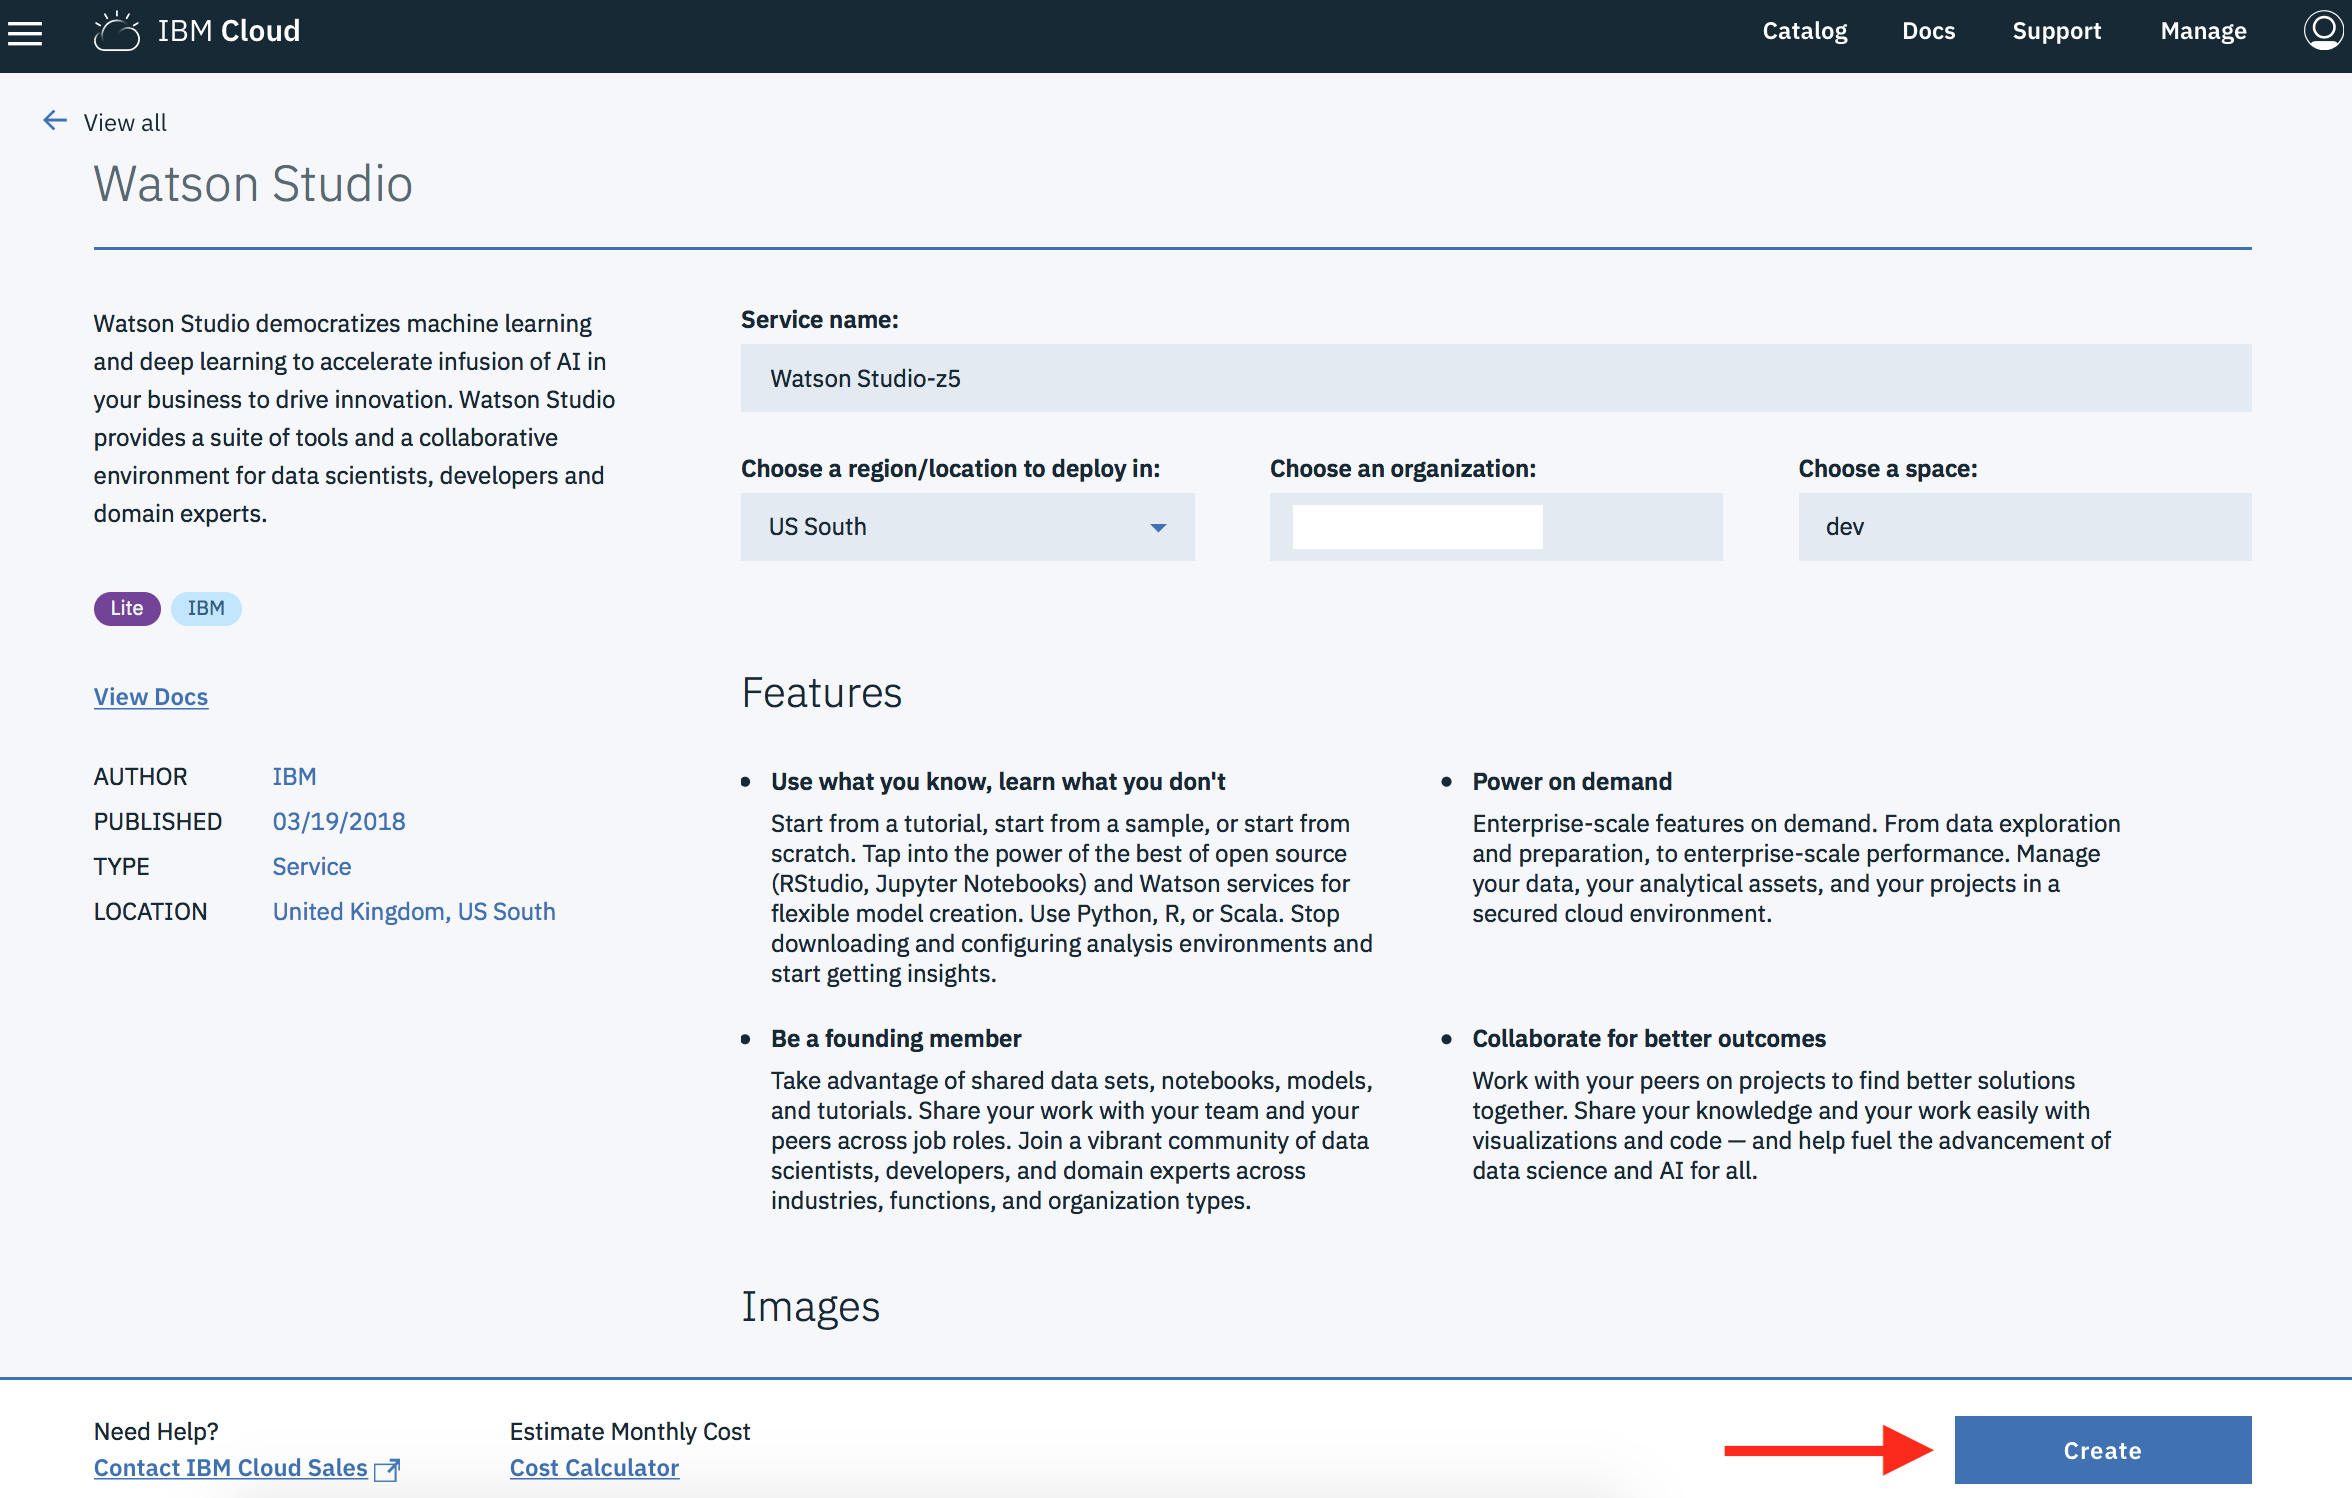 IBM Cloud
Catalog Docs Support Manage
View all
Watson Studio
Watson Studio democratizes machine learning
and deep learning to accelerate infusion of AI in
your business to drive innovation. Watson Studio
provides a suite of tools and a collaborative
environment for data scientists, developers and
domain experts.
Lite IBM
View Docs
AUTHOR IBM
PUBLISHED 03/19/2018
TYPE Service
LOCATION United Kingdom, US South
Service name:
Watson Studio-z5
Choose a region/location to deploy in:
US South
Choose an organization:
Choose a space:
dev
Features
Use what you know, learn what you don't
Start from a tutorial, start from a sample, or start from
scratch. Tap into the power of the best of open source
(RStudio, Jupyter Notebooks) and Watson services for
flexible model creation. Use Python, R, or Scala. Stop
downloading and configuring analysis environments and
start getting insights.
Power on demand
Enterprise-scale features on demand. From data exploration
and preparation, to enterprise-scale performance. Manage
your data, your analytical assets, and your projects in a
secured cloud environment.
Be a founding member
Take advantage of shared data sets, notebooks, models,
and tutorials. Share your work with your team and your
peers across job roles. Join a vibrant community of data
scientists, developers, and domain experts across
industries, functions, and organization types.
Collaborate for better outcomes
Work with your peers on projects to find better solutions
together. Share your knowledge and your work easily with
visualizations and code — and help fuel the advancement of
data science and AI for all.
Images
Need Help?
Contact IBM Cloud Sales
Estimate Monthly Cost
Cost Calculator
Create